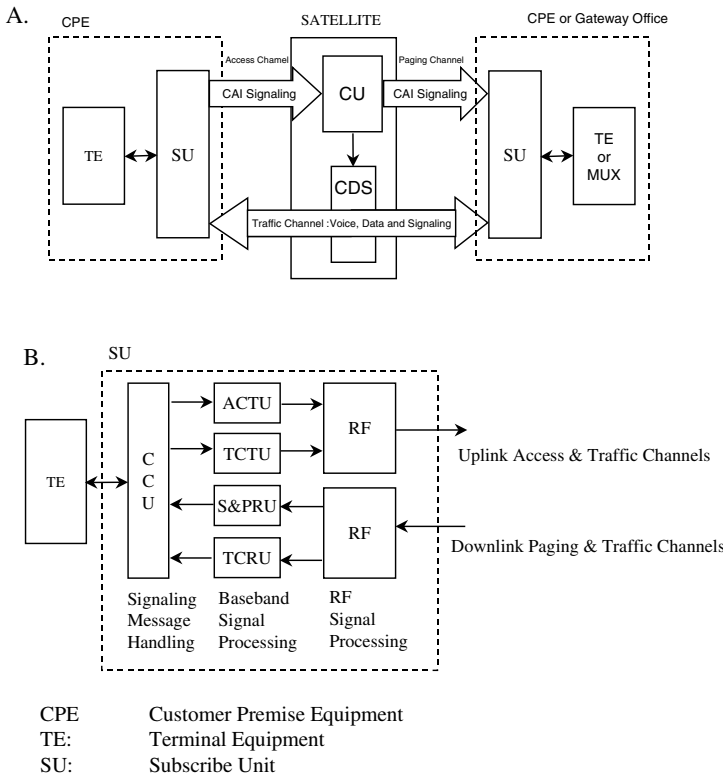 A.
CPE
SATELLITE
CPE or Gateway Office
Access Channel
Paging Channel
CAI Signaling
CU
CAI Signaling
TE
SU
SU
TE
or
MUX
CDS
Traffic Channel :Voice, Data and Signaling
B.
SU
TE
C
C
U
ACTU
TCTU
S&PRU
TCRU
RF
RF
Uplink Access & Traffic Channels
Downlink Paging & Traffic Channels
Signaling
Message
Handling
Baseband
Signal
Processing
RF
Signal
Processing
CPE Customer Premise Equipment
TE: Terminal Equipment
SU: Subscribe Unit